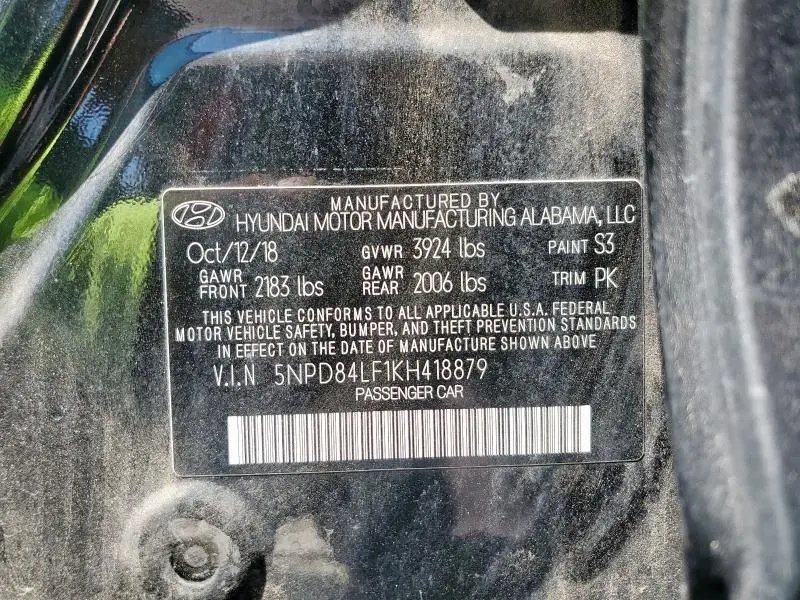 MANUFACTURED BY
HYUNDAI MOTOR MANUFACTURING ALABAMA, LLC
Oct/12/18 GVWR 3924 lbs PAINT S3
GAWR FRONT 2183 lbs GAWR REAR 2006 lbs TRIM PK
THIS VEHICLE CONFORMS TO ALL APPLICABLE U.S.A. FEDERAL
MOTOR VEHICLE SAFETY, BUMPER, AND THEFT PREVENTION STANDARDS
IN EFFECT ON THE DATE OF MANUFACTURE SHOWN ABOVE
V.I.N 5NPD84LF1KH418879
PASSENGER CAR